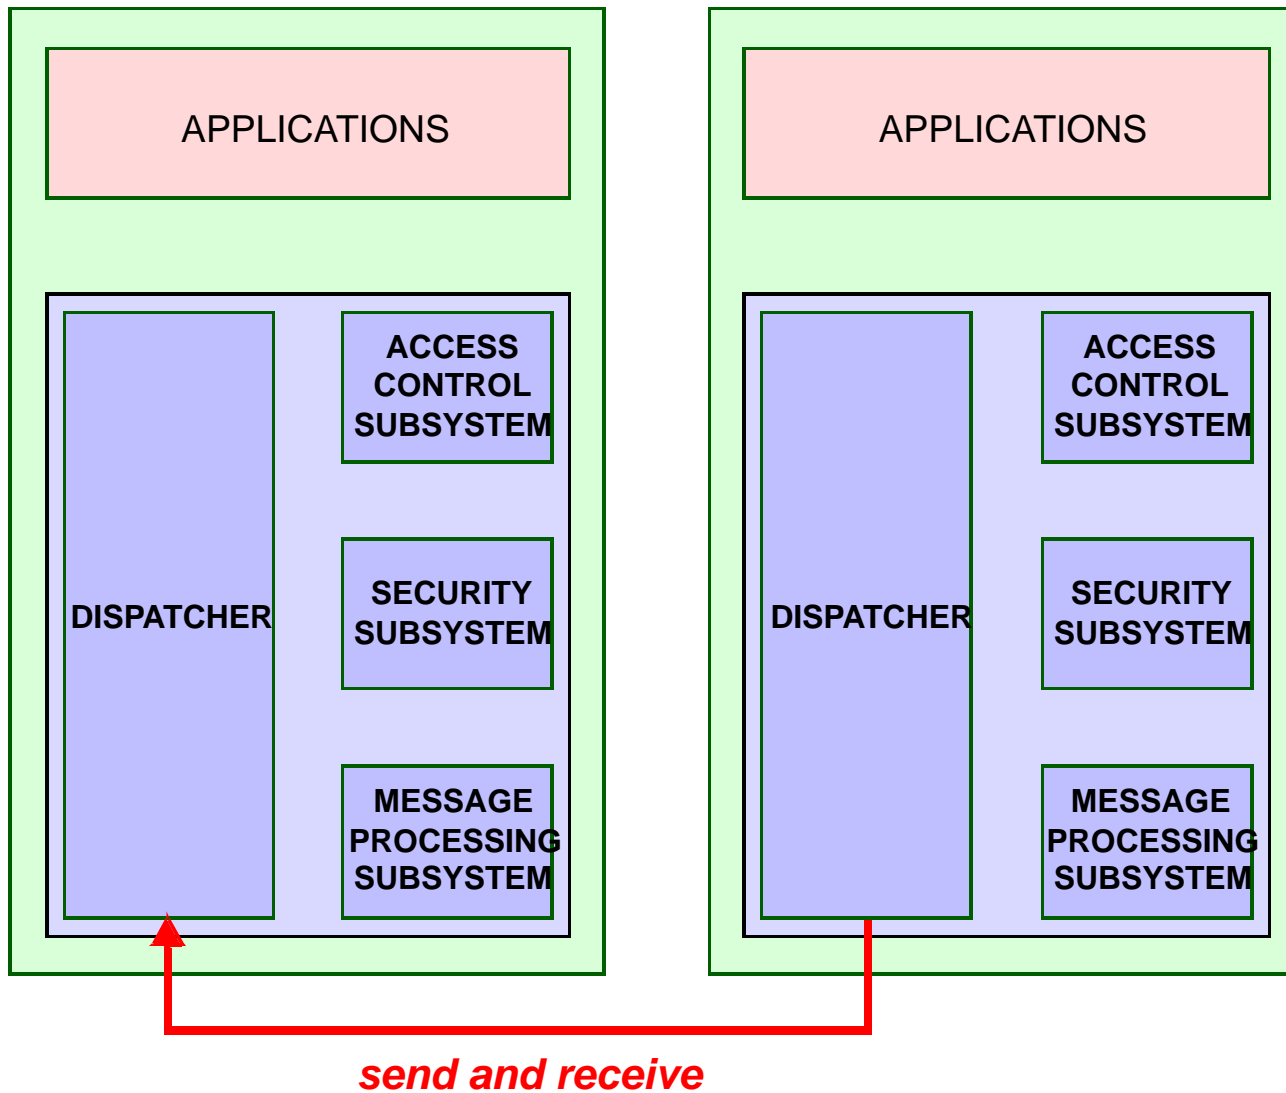 APPLICATIONS
ACCESS
CONTROL
SUBSYSTEM
DISPATCHER
SECURITY
SUBSYSTEM
MESSAGE
PROCESSING
SUBSYSTEM
APPLICATIONS
ACCESS
CONTROL
SUBSYSTEM
DISPATCHER
SECURITY
SUBSYSTEM
MESSAGE
PROCESSING
SUBSYSTEM
send and receive